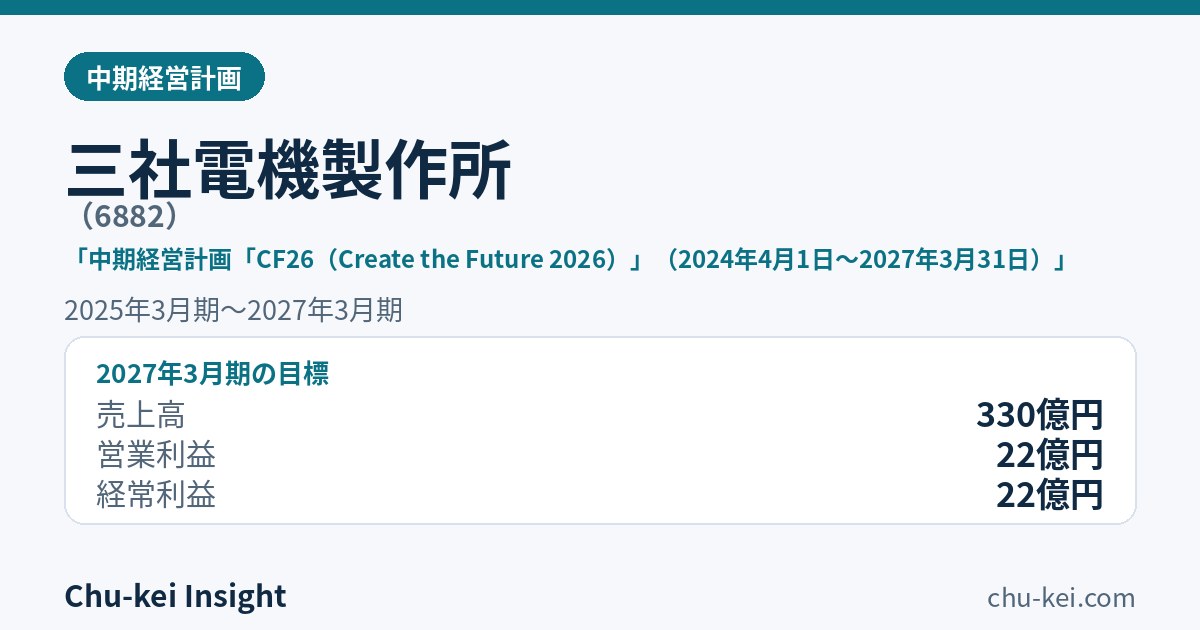 中期経営計画
三社電機製作所
（6882）
「中期経営計画「CF26（Create the Future 2026）」（2024年4月1日～2027年3月31日）」
2025年3月期～2027年3月期
2027年3月期の目標
売上高 330億円
営業利益 22億円
経常利益 22億円
Chu-kei Insight chu-kei.com